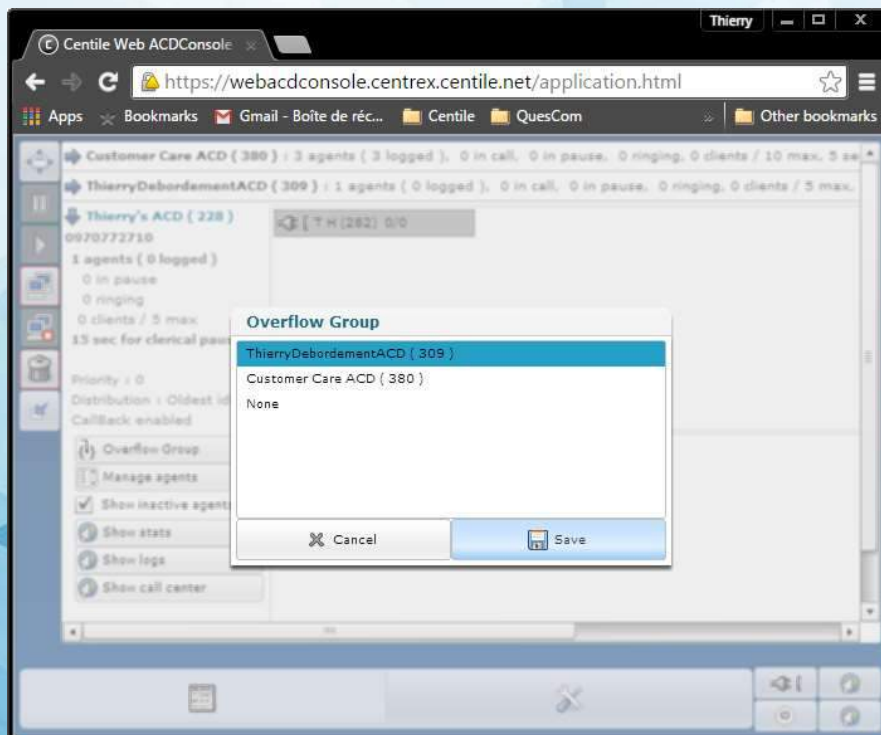 Thierry
Centile Web ACDConsole
https://webacdconsole.centrex.centile.net/application.html
Apps Bookmarks Gmail - Boîte de réc... Centile QuesCom » Other bookmarks
Customer Care ACD ( 380 ) : 3 agents ( 3 logged ), 0 in call, 0 in pause, 0 ringing, 0 clients / 10 max, 5 se
ThierryDebordementACD ( 309 ) : 1 agents ( 0 logged ), 0 in call, 0 in pause, 0 ringing, 0 clients / 5 max,
Thierry's ACD ( 228 )
[ T H (282) 0/0
0970772710
1 agents ( 0 logged )
0 in pause
0 ringing
0 clients / 5 max
15 sec for clerical pau
Priority : 0
Distribution : Oldest id
CallBack enabled
Overflow Group
Manage agents
Show inactive agents
Show stats
Show logs
Show call center
Overflow Group
ThierryDebordementACD ( 309 )
Customer Care ACD ( 380 )
None
Cancel
Save